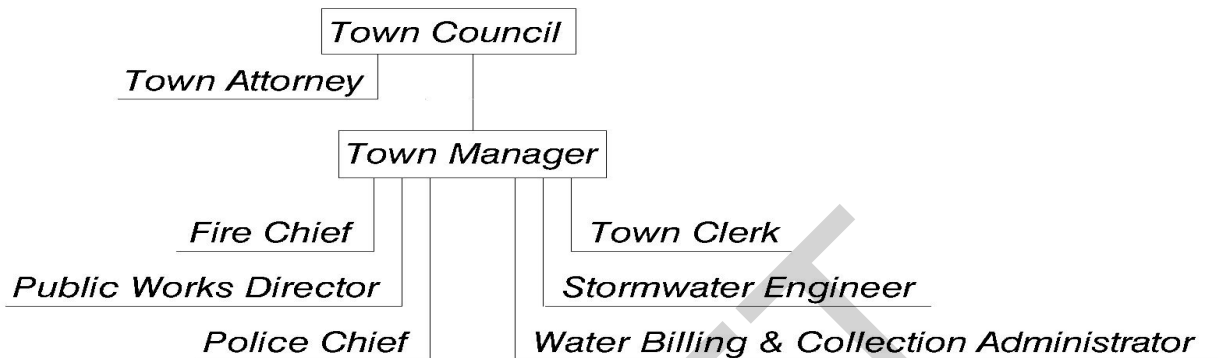 Town Council
Town Attorney
Town Manager
Fire Chief
Town Clerk
Public Works Director
Stormwater Engineer
Police Chief
Water Billing & Collection Administrator